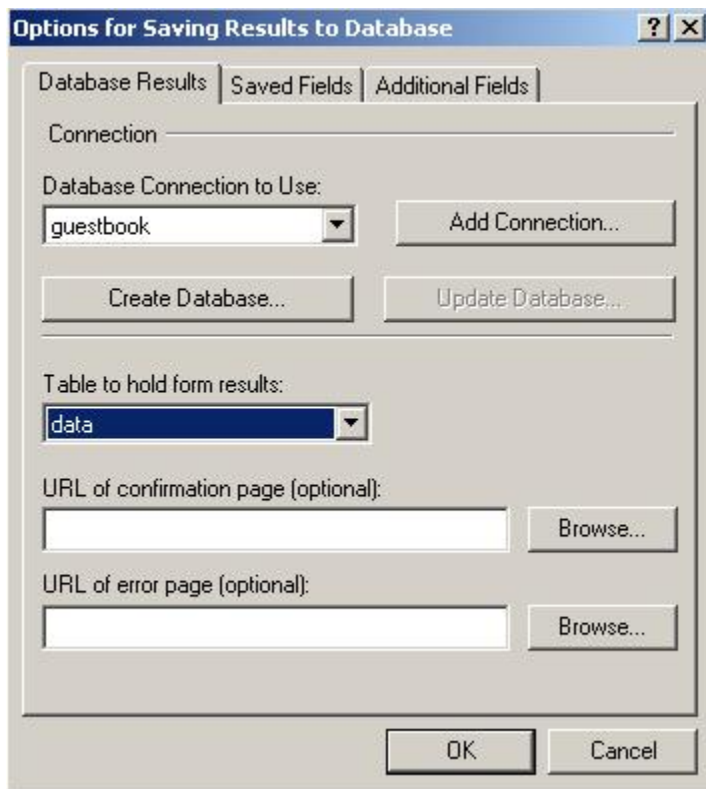 Options for Saving Results to Database
Database Results Saved Fields Additional Fields
Connection
Database Connection to Use:
guestbook Add Connection...
Create Database... Update Database...
Table to hold form results:
data
URL of confirmation page (optional):
Browse...
URL of error page (optional):
Browse...
OK Cancel